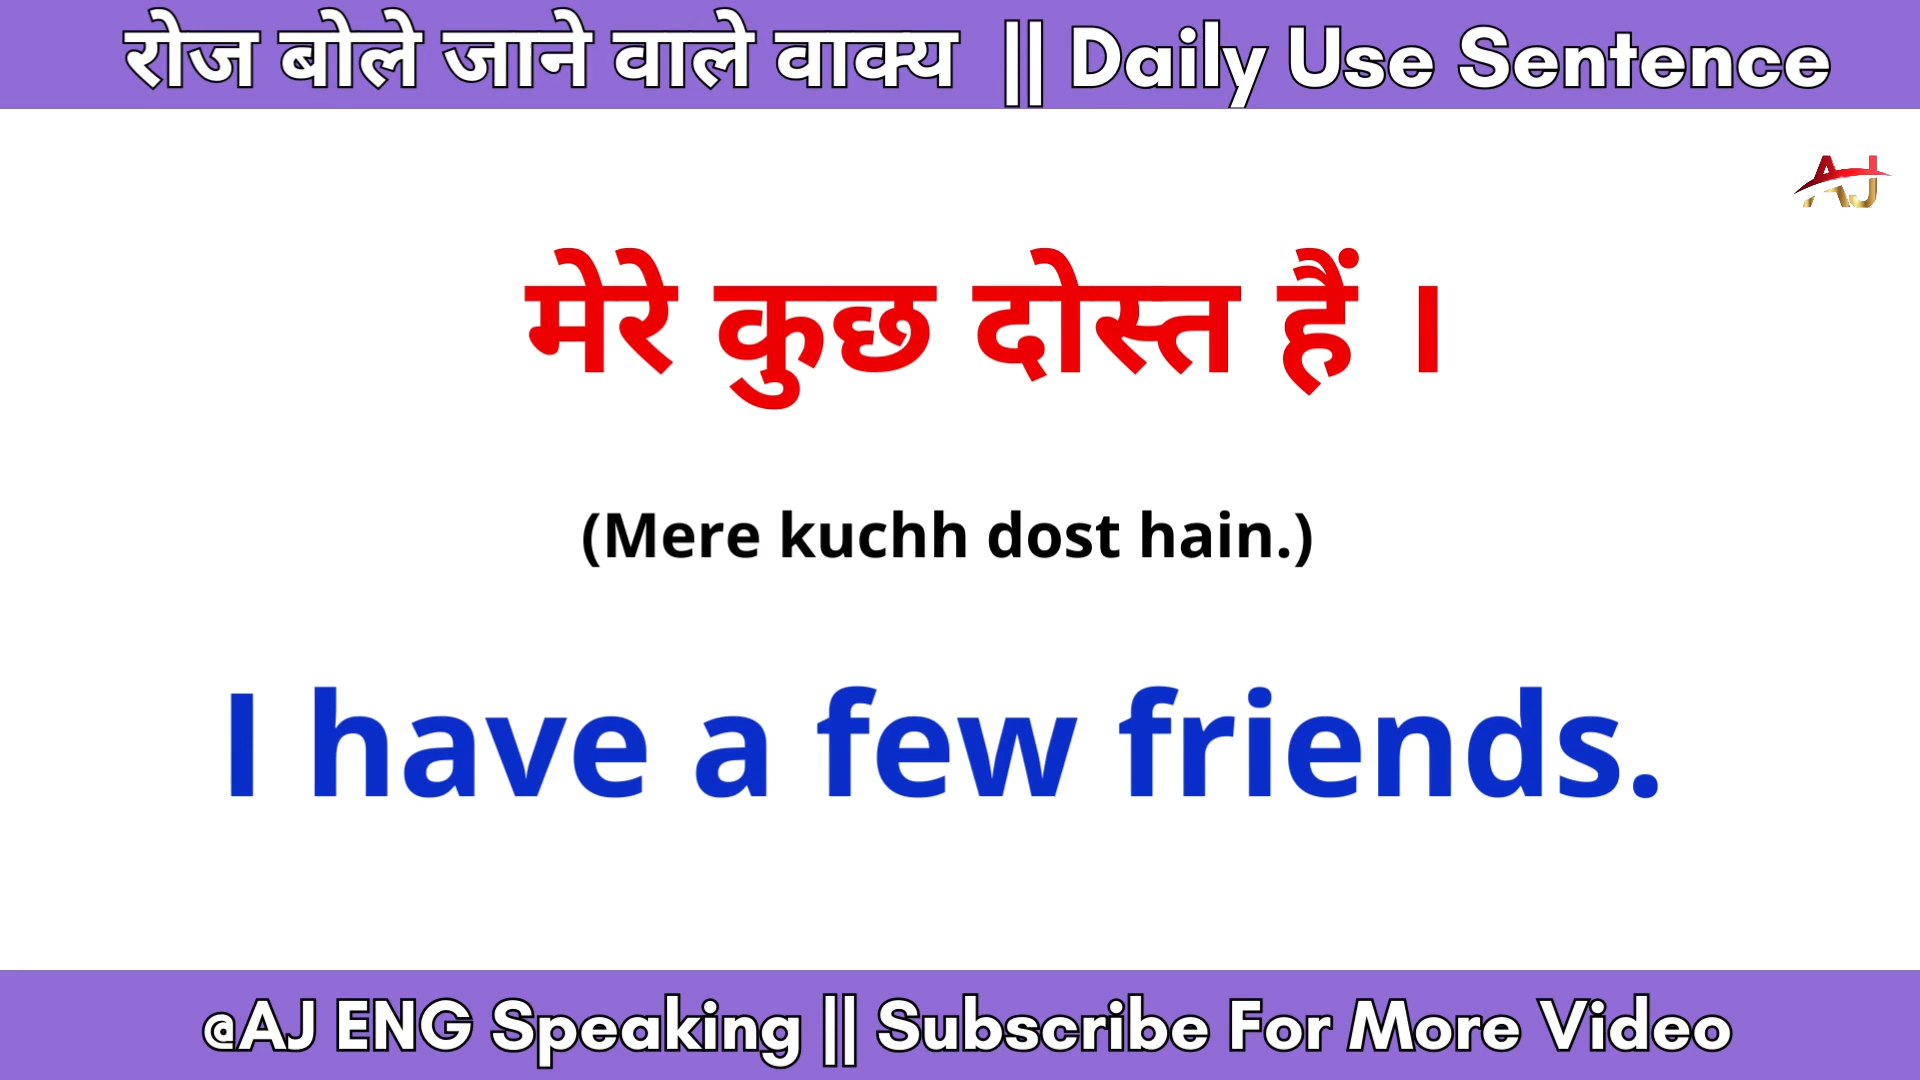 रोज बोले जाने वाले वाक्य || Daily Use Sentence
AJ
मेरे कुछ दोस्त हैं ।
(Mere kuchh dost hain.)
I have a few friends.
@AJ ENG Speaking || Subscribe For More Video